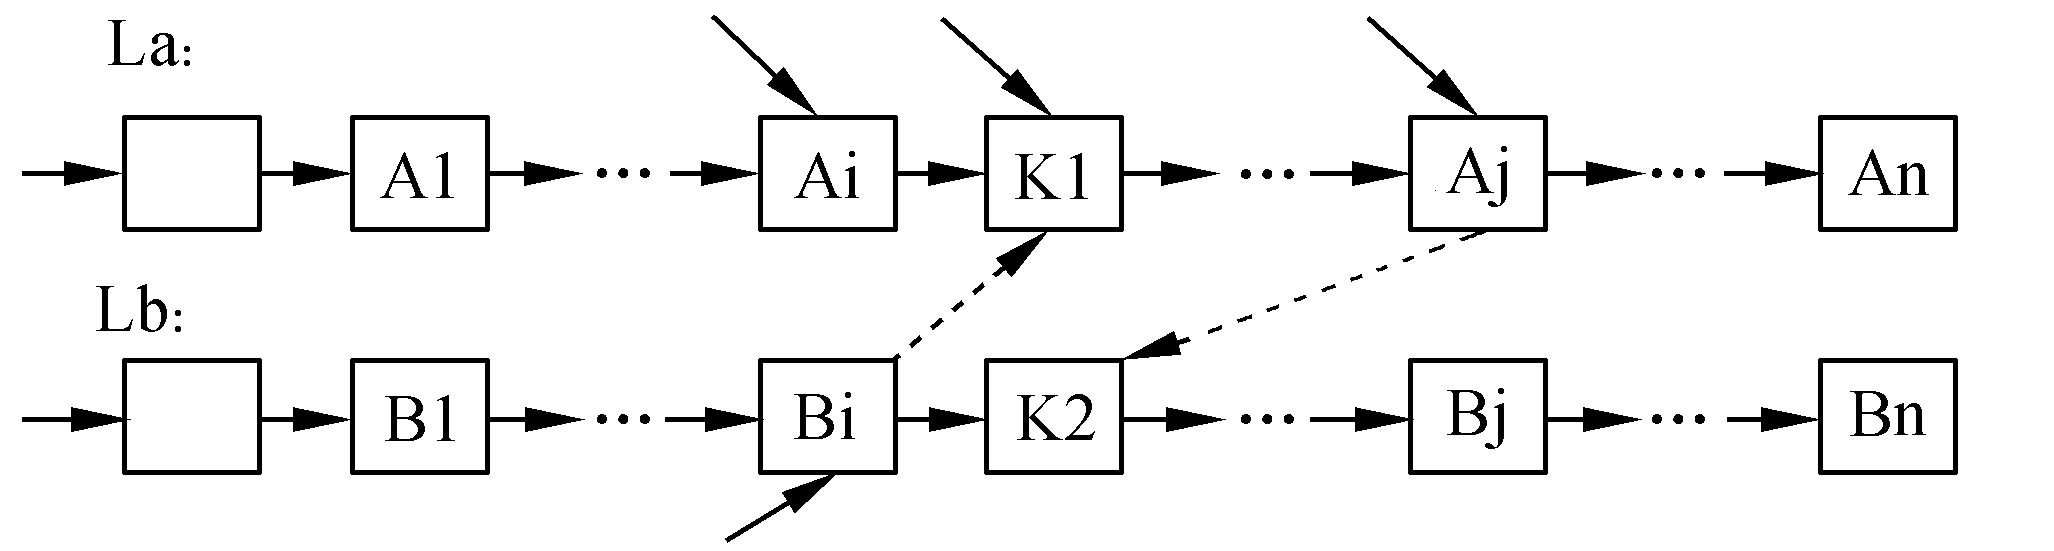 La:
A1 ... Ai K1 ... Aj ... An
Lb:
B1 ... Bi K2 ... Bj ... Bn